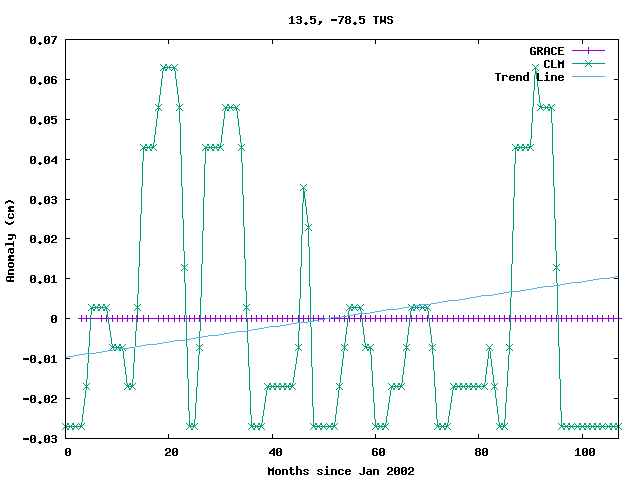 13.5, -78.5 TWS
GRACE
CLM
Trend Line
0.07
0.06
0.05
0.04
0.03
0.02
0.01
0
-0.01
-0.02
-0.03
Anomaly (cm)
0 20 40 60 80 100
Months since Jan 2002